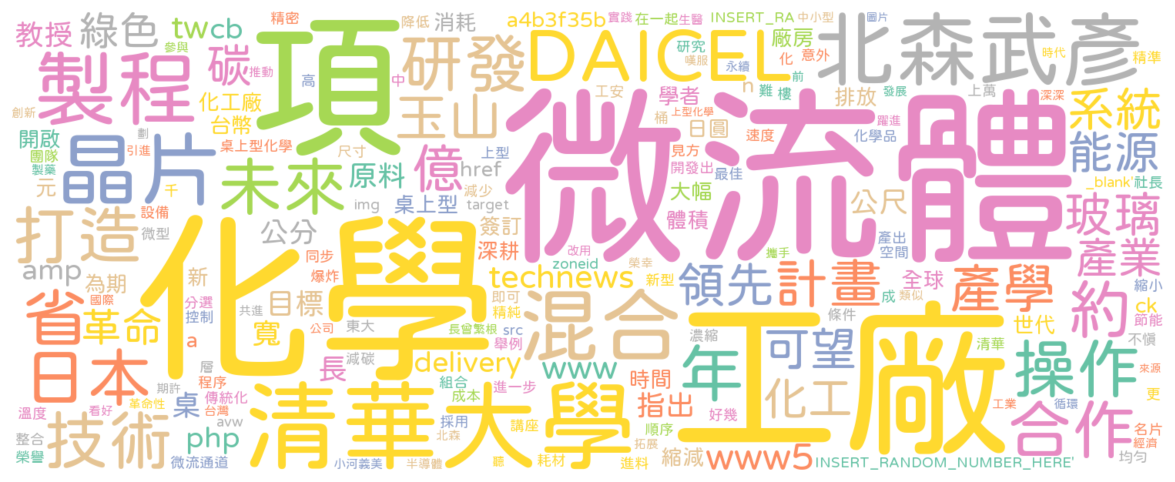 教授 綠色 twcb 精密 降低 消耗 a4b3f35b 實踐 在一起 生醫 INSERT_RA 中小型 圖片
參與 項 研發 DAICEL 研究 廠房 化 意外 北森武彥 時代 精準
製程 碳 推動 高 中 玉山 工安 嘆服 永續 難 樓 前 發展
化工廠 學者 n 排放 上萬 深深 系統
創新 台幣 桶 上型化學 化學品 躍進
開啟 劃 晶片 桌上型化學 尺寸 日圓 速度 見方 能源
團隊 引進 未來 原料 億 上型 href 開發出 最佳 _blank' 社長
製藥 千 減少 大幅
元 設備 img 桌上型 target 微流體 公尺 玻璃
打造 微型 公分 簽訂 體積 產出 空間
amp 為期 新 同步 深耕 改用 攜手 產業
國際 分選 控制 爆炸 technews zoneid 榮幸 新型 領先 計畫 產學 全球 成 類似 縮小
省 革命 共進 目標 化學 即可 精純 混合 條件 約 ck 節能
a 公司 寬 東大 長曾繁根 src 舉例 工廠 濃縮 可望 世代 清華 不慎
日本 層 減碳 delivery www 年 操作 來源
程序 長 組合 進一步 時間 化工 更
溫度 期許 看好 台灣 傳統化 桌 成本 指出 好幾 工業 循環 名片
革命性 avw 清華大學 採用 講座 順序 合作 經濟
整合 技術 php 北森 拓展
榮譽 微流通道 小河義美 半導體 廳 耗材 進料 縮減 www5 INSERT_RANDOM_NUMBER_HERE' 均勻